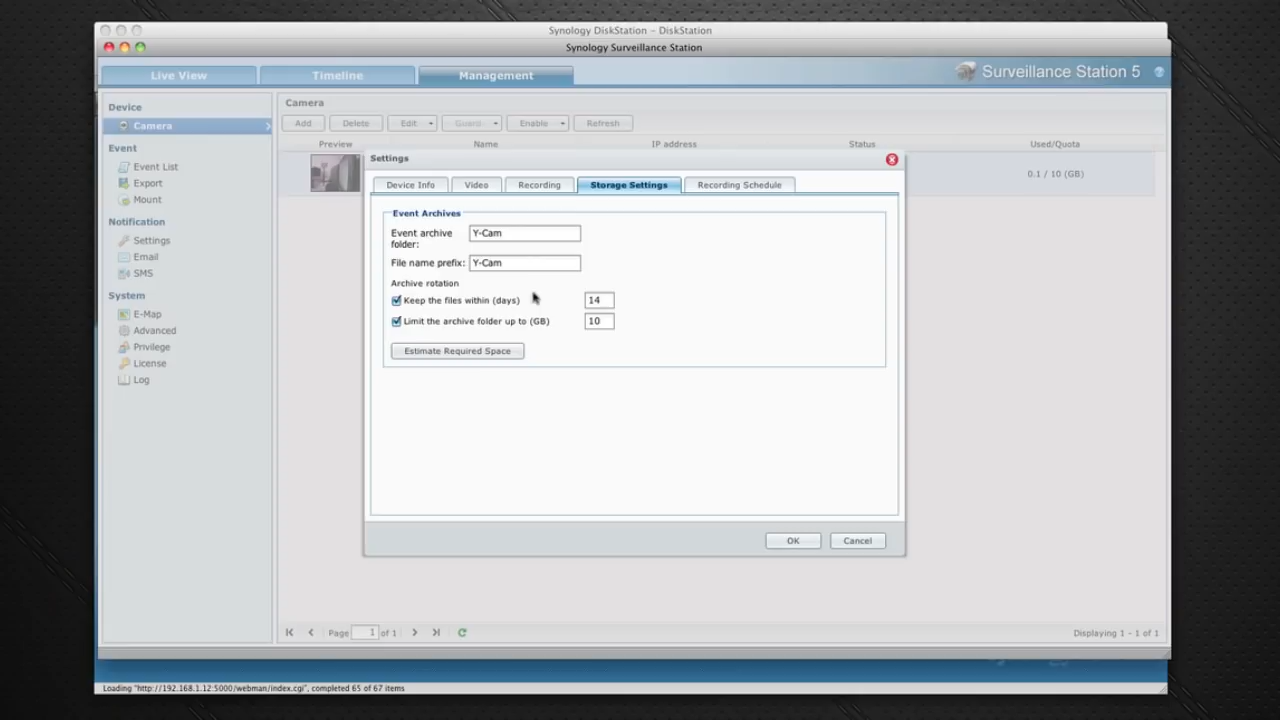 Synology DiskStation – DiskStation
Synology Surveillance Station
Live View
Timeline
Management
Surveillance Station 5
Device
Camera
Event
Event List
Export
Mount
Notification
Settings
Email
SMS
System
E-Map
Advanced
Privilege
License
Log
Camera
Add
Delete
Edit
Guard
Enable
Refresh
Preview
Name
IP address
Status
Used/Quota
0.1 / 10 (GB)
Settings
Device Info
Video
Recording
Storage Settings
Recording Schedule
Event Archives
Event archive
folder:
Y-Cam
File name prefix:
Y-Cam
Archive rotation
Keep the files within (days)
14
Limit the archive folder up to (GB)
10
Estimate Required Space
OK
Cancel
Page 1 of 1
Displaying 1 - 1 of 1
Loading "http://192.168.1.12:5000/webman/index.cgi", completed 65 of 67 items